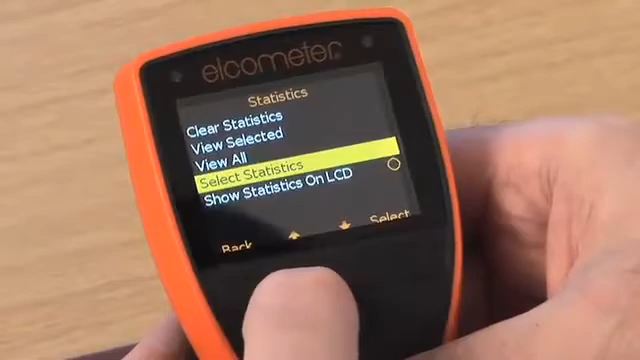 elcometer
Statistics
Clear Statistics
View Selected
View All
Select Statistics
Show Statistics On LCD
Back Select